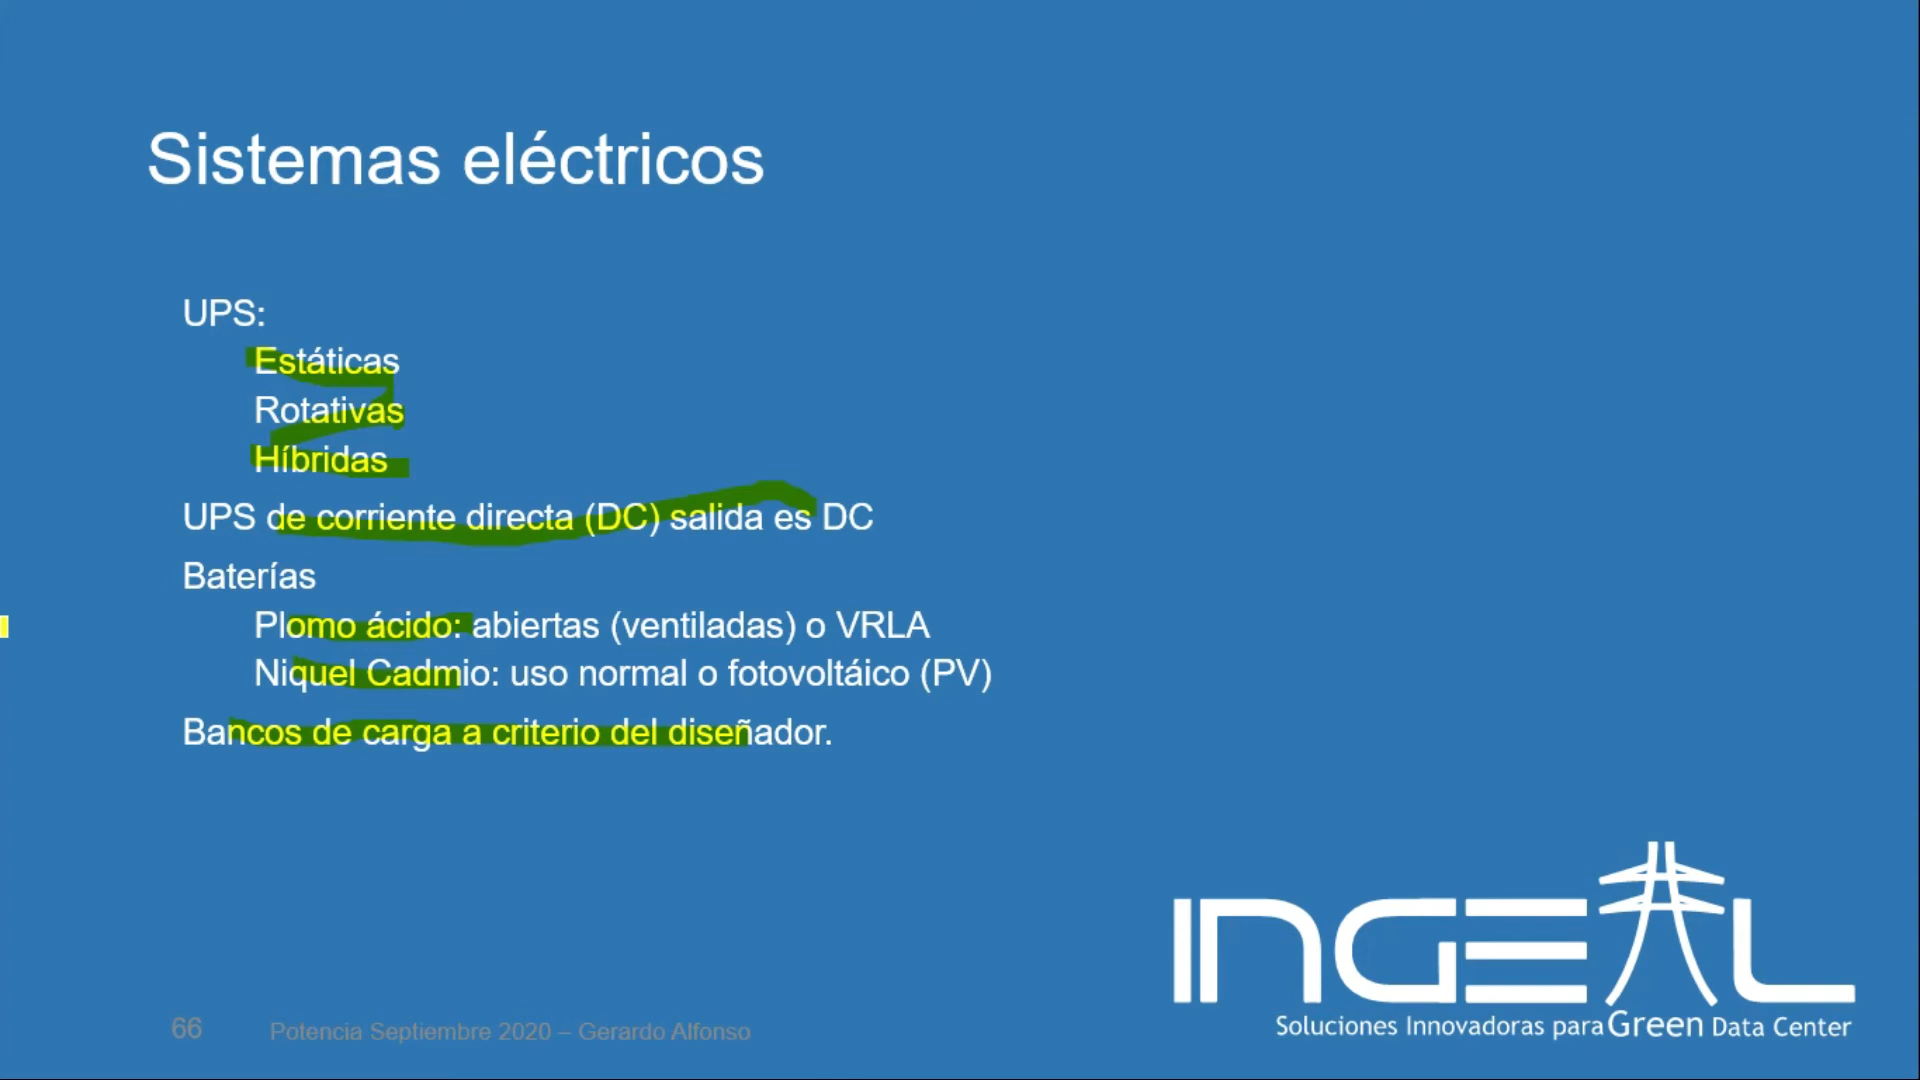 Sistemas eléctricos
UPS:
Estáticas
Rotativas
Híbridas
UPS de corriente directa (DC) salida es DC
Baterías
Plomo ácido: abiertas (ventiladas) o VRLA
Niquel Cadmio: uso normal o fotovoltáico (PV)
Bancos de carga a criterio del diseñador.
INGEAL
Soluciones Innovadoras para Green Data Center
66 Potencia Septiembre 2020 – Gerardo Alfonso